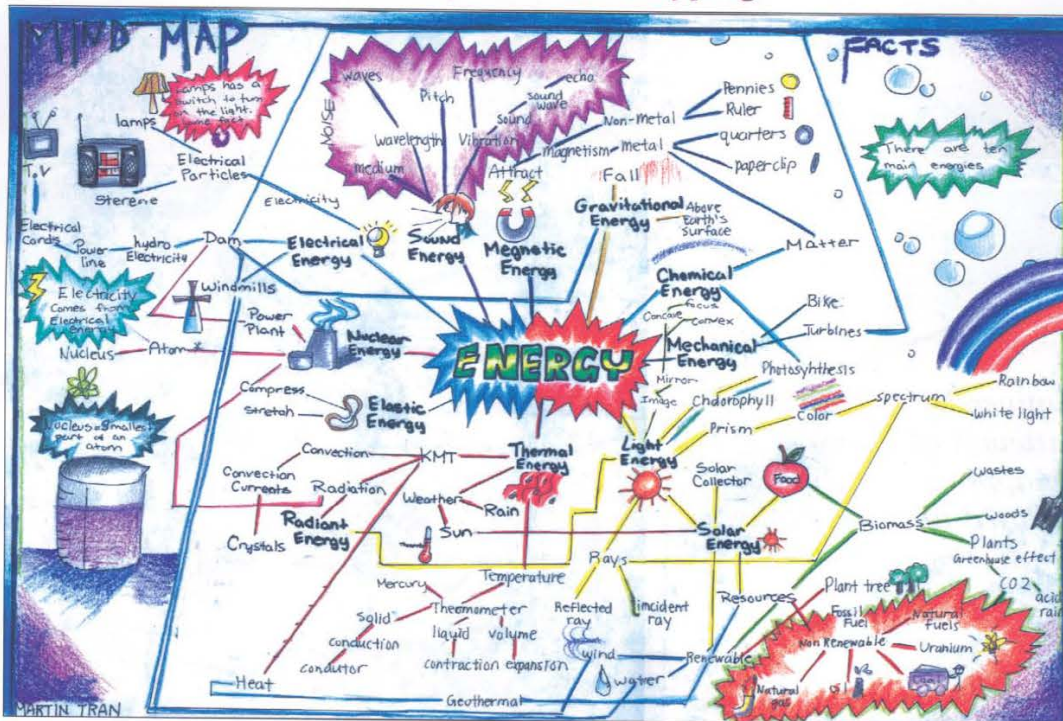 MIND MAP
FACTS
Lamps has a
switch to turn
on the light.
lamps
T.V
Electrical
Particles
Sterene
Electrical
Cords
Power
line
hydro
Electricity
Dam
Electricity
Electricity
Comes from
Electrical
energy
Windmills
Power
Plant
Nucleus
Atom
Nucleus is Smallest
part of an
atom
NOISE
waves
Frequency
echo
Pitch
sound
wave
sound
wavelength
Vibration
medium
Attract
magnetism
Non-Metal
Metal
Pennies
Ruler
quarters
paperclip
There are ten
main energies
Fall
Gravitational
Energy
Above
Earth's
Surface
Electrical
Energy
Sound
Energy
Megnetic
Energy
Matter
Chemical
Energy
focus
Concave
Convex
Bike
Turbines
Mechanical
Energy
Mirror
Image
Nuclear
Energy
ENERGY
Compress
Stretch
Elastic
Energy
Photosyhthesis
Chlorophyll
Prism
Color
spectrum
Rainbow
white light
Convection
KMT
Thermal
Energy
Light
Energy
Solar
Collector
Food
Convection
Currents
Radiation
Weather
Rain
Radiant
Energy
Sun
Crystals
Solar
Energy
Biomass
wastes
woods
Plants
Greenhouse effect
CO2
acid
rain
Rays
Temperature
Mercury
Thermometer
Solid
liquid
volume
conduction
condutor
contraction
expansion
Reflected
ray
incident
ray
Resources
Plant tree
Fossil
Fuel
Natural
fuels
Non Renewable
Uranium
Natural
gas
oil
wind
Renewable
water
Heat
Geothermal
MARTIN TRAN